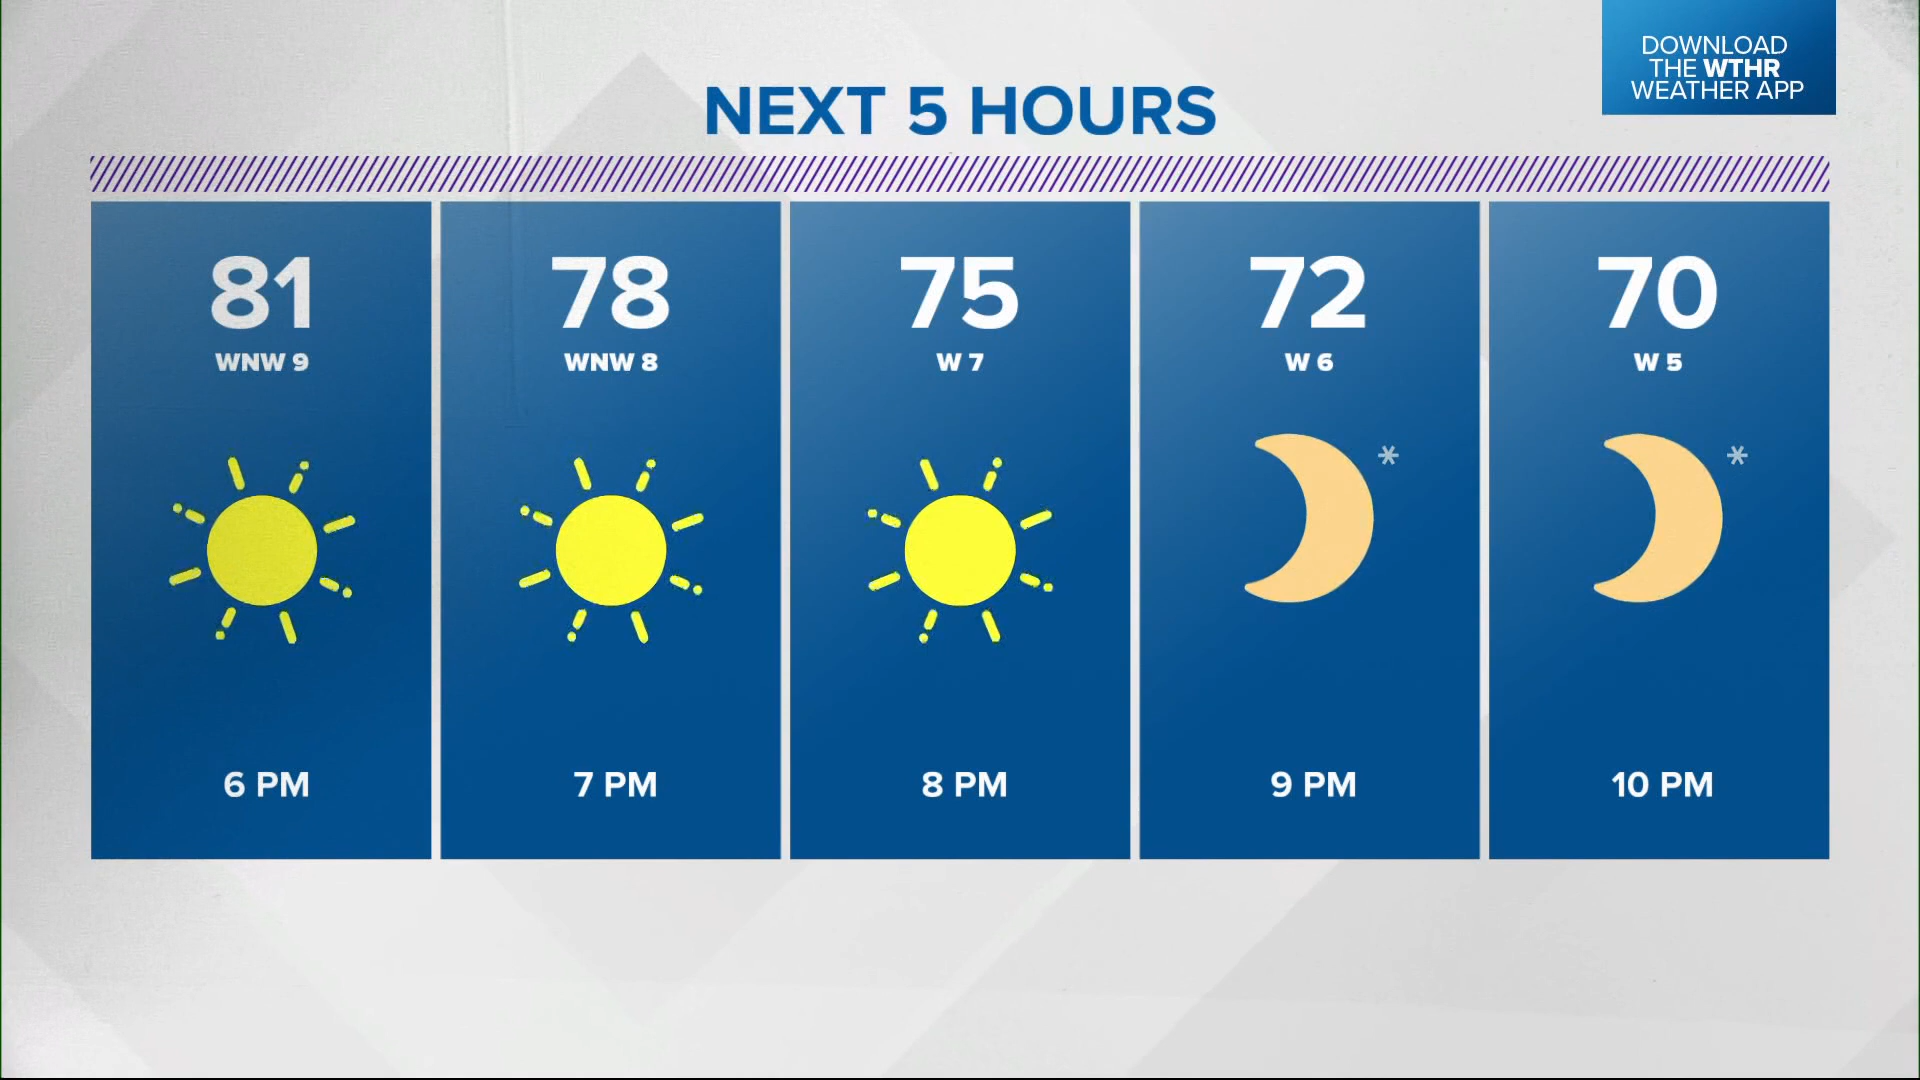 DOWNLOAD
THE WTHR
WEATHER APP
NEXT 5 HOURS
81
WNW 9
6 PM
78
WNW 8
7 PM
75
W 7
8 PM
72
W 6
9 PM
70
W 5
10 PM